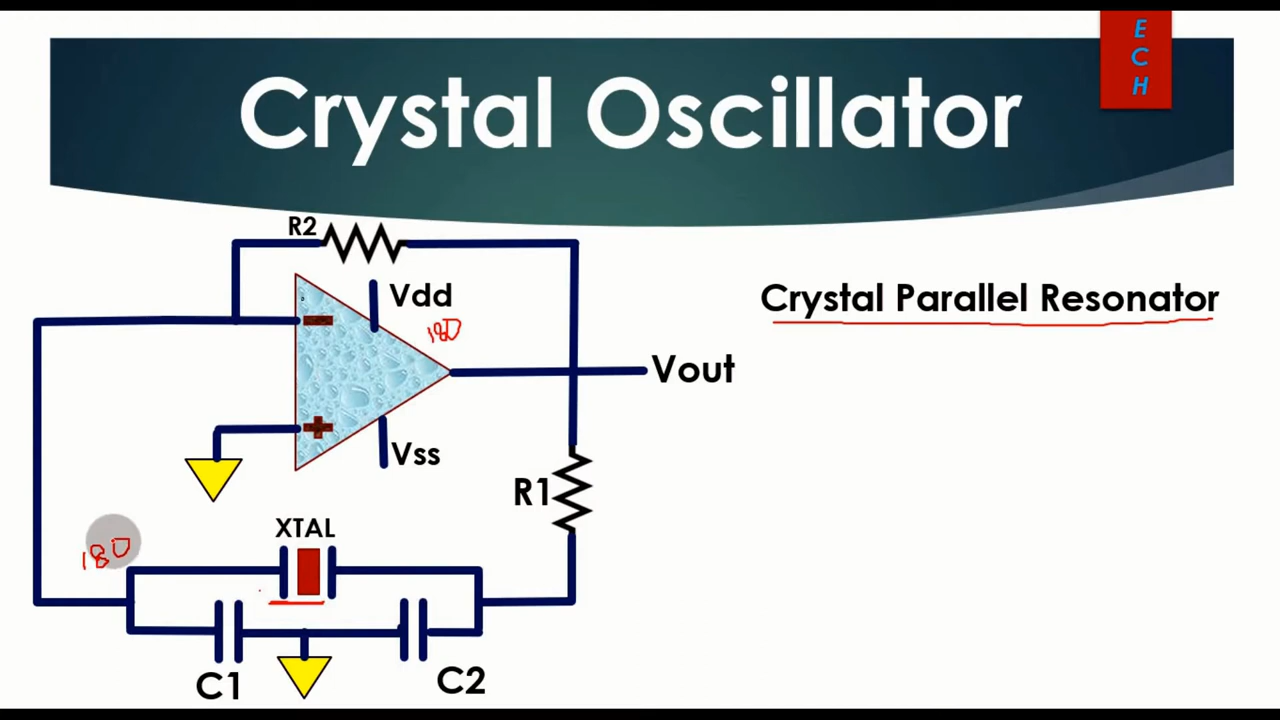 E
C
H
Crystal Oscillator
R2
Vdd
180
Crystal Parallel Resonator
Vout
Vss
R1
XTAL
180
C1
C2